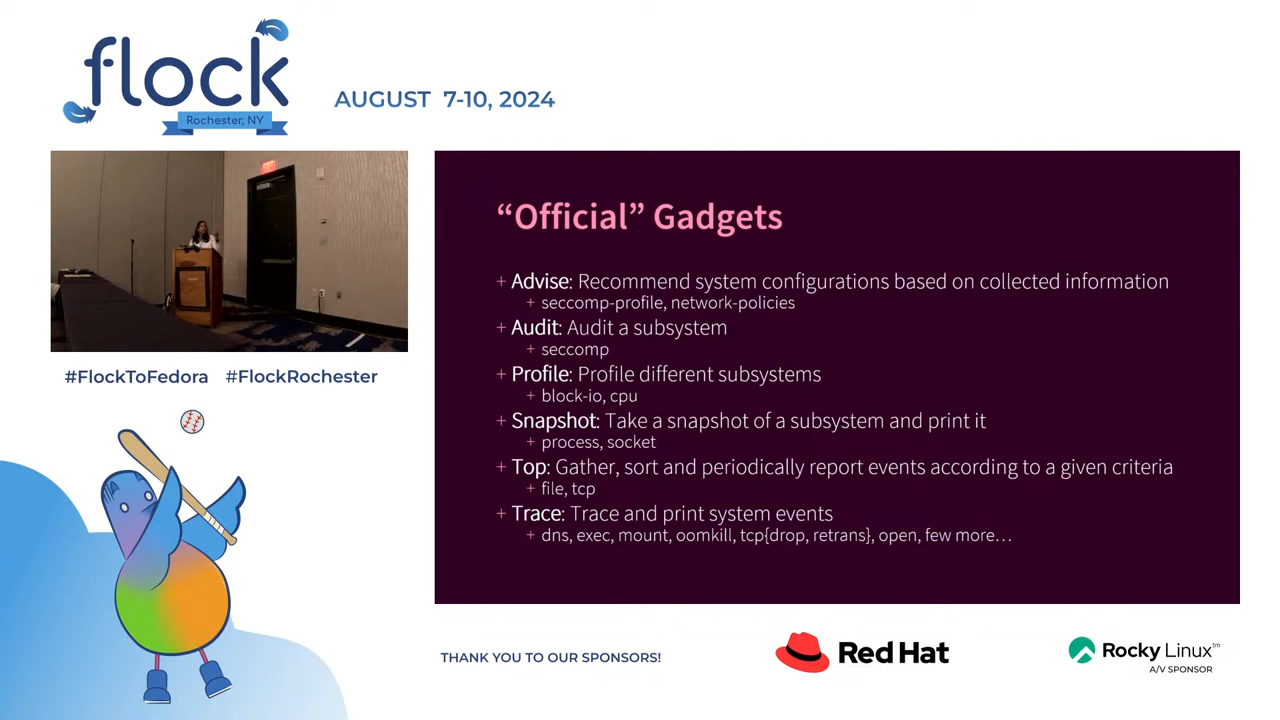 flock
Rochester, NY
AUGUST 7-10, 2024
#FlockToFedora #FlockRochester
“Official” Gadgets
+ Advise: Recommend system configurations based on collected information
+ seccomp-profile, network-policies
+ Audit: Audit a subsystem
+ seccomp
+ Profile: Profile different subsystems
+ block-io, cpu
+ Snapshot: Take a snapshot of a subsystem and print it
+ process, socket
+ Top: Gather, sort and periodically report events according to a given criteria
+ file, tcp
+ Trace: Trace and print system events
+ dns, exec, mount, oomkill, tcp{drop, retrans}, open, few more…
THANK YOU TO OUR SPONSORS!
Red Hat
Rocky Linux™
A/V SPONSOR